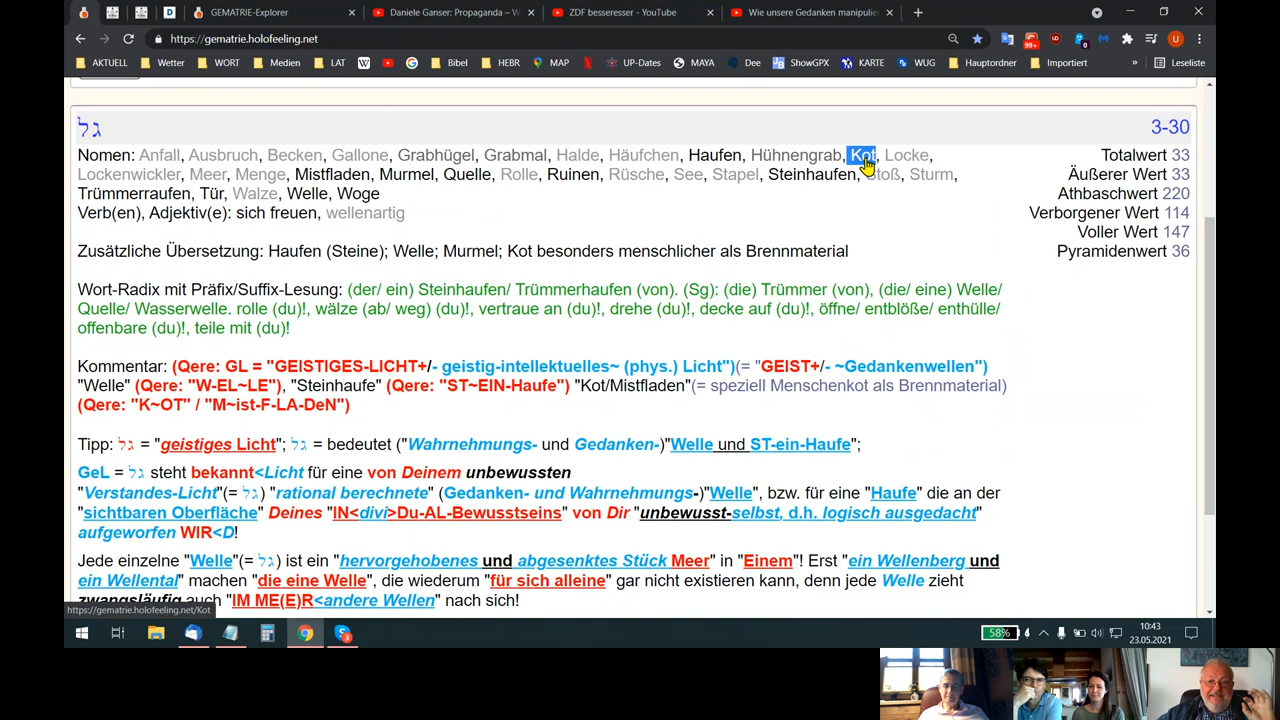 GEMATRIE-Explorer
Daniele Ganser: Propaganda – W
ZDF besseresser - YouTube
Wie unsere Gedanken manipulie
https://gematrie.holofeeling.net
99+
0
U
AKTUELL Wetter WORT Medien LAT W Bibel HEBR MAP UP-Dates MAYA Dee ShowGPX KARTE WUG Hauptordner Importiert » Leseliste
גל 3-30
Nomen: Anfall, Ausbruch, Becken, Gallone, Grabhügel, Grabmal, Halde, Häufchen, Haufen, Hühnengrab, Kot, Locke,
Lockenwickler, Meer, Menge, Mistfladen, Murmel, Quelle, Rolle, Ruinen, Rüsche, See, Stapel, Steinhaufen, Stoß, Sturm,
Trümmerraufen, Tür, Walze, Welle, Woge
Verb(en), Adjektiv(e): sich freuen, wellenartig
Totalwert 33
Äußerer Wert 33
Athbaschwert 220
Verborgener Wert 114
Voller Wert 147
Pyramidenwert 36
Zusätzliche Übersetzung: Haufen (Steine); Welle; Murmel; Kot besonders menschlicher als Brennmaterial
Wort-Radix mit Präfix/Suffix-Lesung: (der/ ein) Steinhaufen/ Trümmerhaufen (von). (Sg): (die) Trümmer (von), (die/ eine) Welle/
Quelle/ Wasserwelle. rolle (du)!, wälze (ab/ weg) (du)!, vertraue an (du)!, drehe (du)!, decke auf (du)!, öffne/ entblöße/ enthülle/
offenbare (du)!, teile mit (du)!
Kommentar: (Qere: GL = "GEISTIGES-LICHT+/- geistig-intellektuelles~ (phys.) Licht")(= "GEIST+/- ~Gedankenwellen")
"Welle" (Qere: "W-EL~LE"), "Steinhaufe" (Qere: "ST~EIN-Haufe") "Kot/Mistfladen"(= speziell Menschenkot als Brennmaterial)
(Qere: "K~OT" / "M~ist-F-LA-DeN")
Tipp: גל = "geistiges Licht"; גל = bedeutet ("Wahrnehmungs- und Gedanken-)"Welle und ST-ein-Haufe";
GeL = גל steht bekannt<Licht für eine von Deinem unbewussten
"Verstandes-Licht"(= גל) "rational berechnete" (Gedanken- und Wahrnehmungs-)"Welle", bzw. für eine "Haufe" die an der
"sichtbaren Oberfläche" Deines "IN<divi>Du-AL-Bewusstseins" von Dir "unbewusst-selbst, d.h. logisch ausgedacht"
aufgeworfen WIR<D!
Jede einzelne "Welle"(= גל) ist ein "hervorgehobenes und abgesenktes Stück Meer" in "Einem"! Erst "ein Wellenberg und
ein Wellental" machen "die eine Welle", die wiederum "für sich alleine" gar nicht existieren kann, denn jede Welle zieht
zwangsläufig auch "IM ME(E)R<andere Wellen" nach sich!
https://gematrie.holofeeling.net/Kot
58%
10:43
23.05.2021